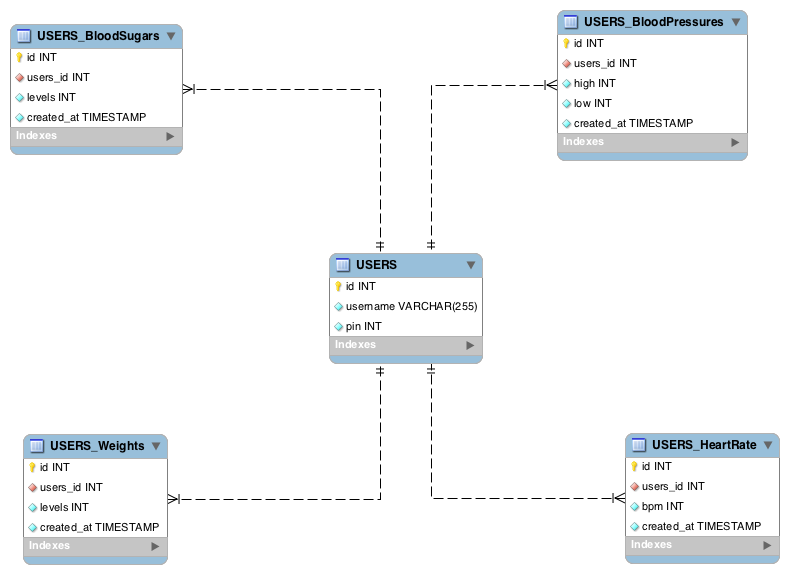 USERS_BloodSugars
id INT
users_id INT
levels INT
created_at TIMESTAMP
Indexes
USERS_BloodPressures
id INT
users_id INT
high INT
low INT
created_at TIMESTAMP
Indexes
USERS
id INT
username VARCHAR(255)
pin INT
Indexes
USERS_Weights
id INT
users_id INT
levels INT
created_at TIMESTAMP
Indexes
USERS_HeartRate
id INT
users_id INT
bpm INT
created_at TIMESTAMP
Indexes